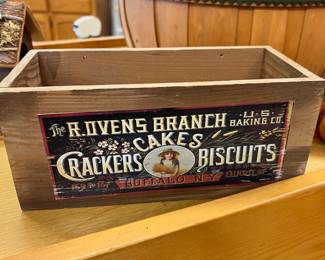 The R. OVENS BRANCH U.S.
BAKING CO.
CAKES
CRACKERS BISCUITS
BUFFALO N.Y.